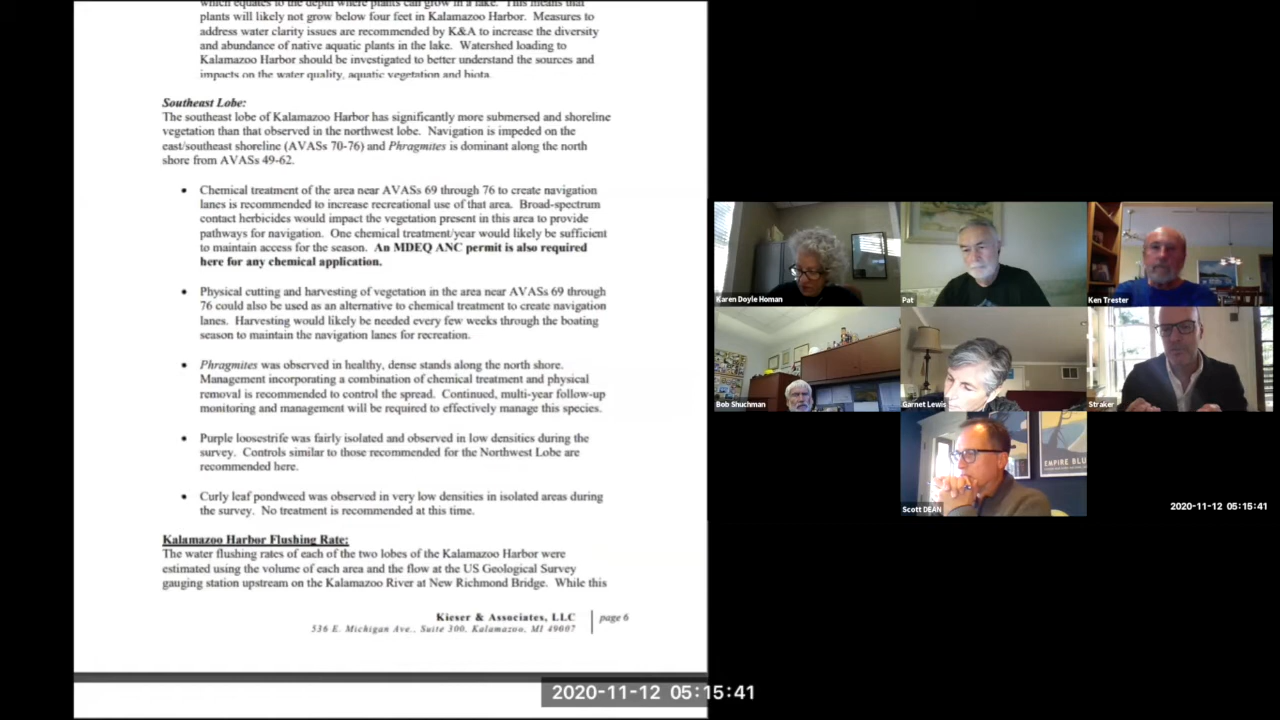 which equates to the depth where plants can grow in a lake. This means that
plants will likely not grow below four feet in Kalamazoo Harbor. Measures to
address water clarity issues are recommended by K&A to increase the diversity
and abundance of native aquatic plants in the lake. Watershed loading to
Kalamazoo Harbor should be investigated to better understand the sources and
impacts on the water quality, aquatic vegetation and biota.
Southeast Lobe:
The southeast lobe of Kalamazoo Harbor has significantly more submersed and shoreline
vegetation than that observed in the northwest lobe. Navigation is impeded on the
east/southeast shoreline (AVASs 70-76) and Phragmites is dominant along the north
shore from AVASs 49-62.
• Chemical treatment of the area near AVASs 69 through 76 to create navigation
lanes is recommended to increase recreational use of that area. Broad-spectrum
contact herbicides would impact the vegetation present in this area to provide
pathways for navigation. One chemical treatment/year would likely be sufficient
to maintain access for the season. An MDEQ ANC permit is also required
here for any chemical application.
• Physical cutting and harvesting of vegetation in the area near AVASs 69 through
76 could also be used as an alternative to chemical treatment to create navigation
lanes. Harvesting would likely be needed every few weeks through the boating
season to maintain the navigation lanes for recreation.
• Phragmites was observed in healthy, dense stands along the north shore.
Management incorporating a combination of chemical treatment and physical
removal is recommended to control the spread. Continued, multi-year follow-up
monitoring and management will be required to effectively manage this species.
• Purple loosestrife was fairly isolated and observed in low densities during the
survey. Controls similar to those recommended for the Northwest Lobe are
recommended here.
• Curly leaf pondweed was observed in very low densities in isolated areas during
the survey. No treatment is recommended at this time.
Kalamazoo Harbor Flushing Rate:
The water flushing rates of each of the two lobes of the Kalamazoo Harbor were
estimated using the volume of each area and the flow at the US Geological Survey
gauging station upstream on the Kalamazoo River at New Richmond Bridge. While this
Kieser & Associates, LLC
536 E. Michigan Ave., Suite 300, Kalamazoo, MI 49007
page 6
2020-11-12 05:15:41
Karen Doyle Homan
Pat
Ken Trester
Bob Shuchman
Garnet Lewis
Straker
EMPIRE BLU
Scott DEAN
2020-11-12 05:15:41